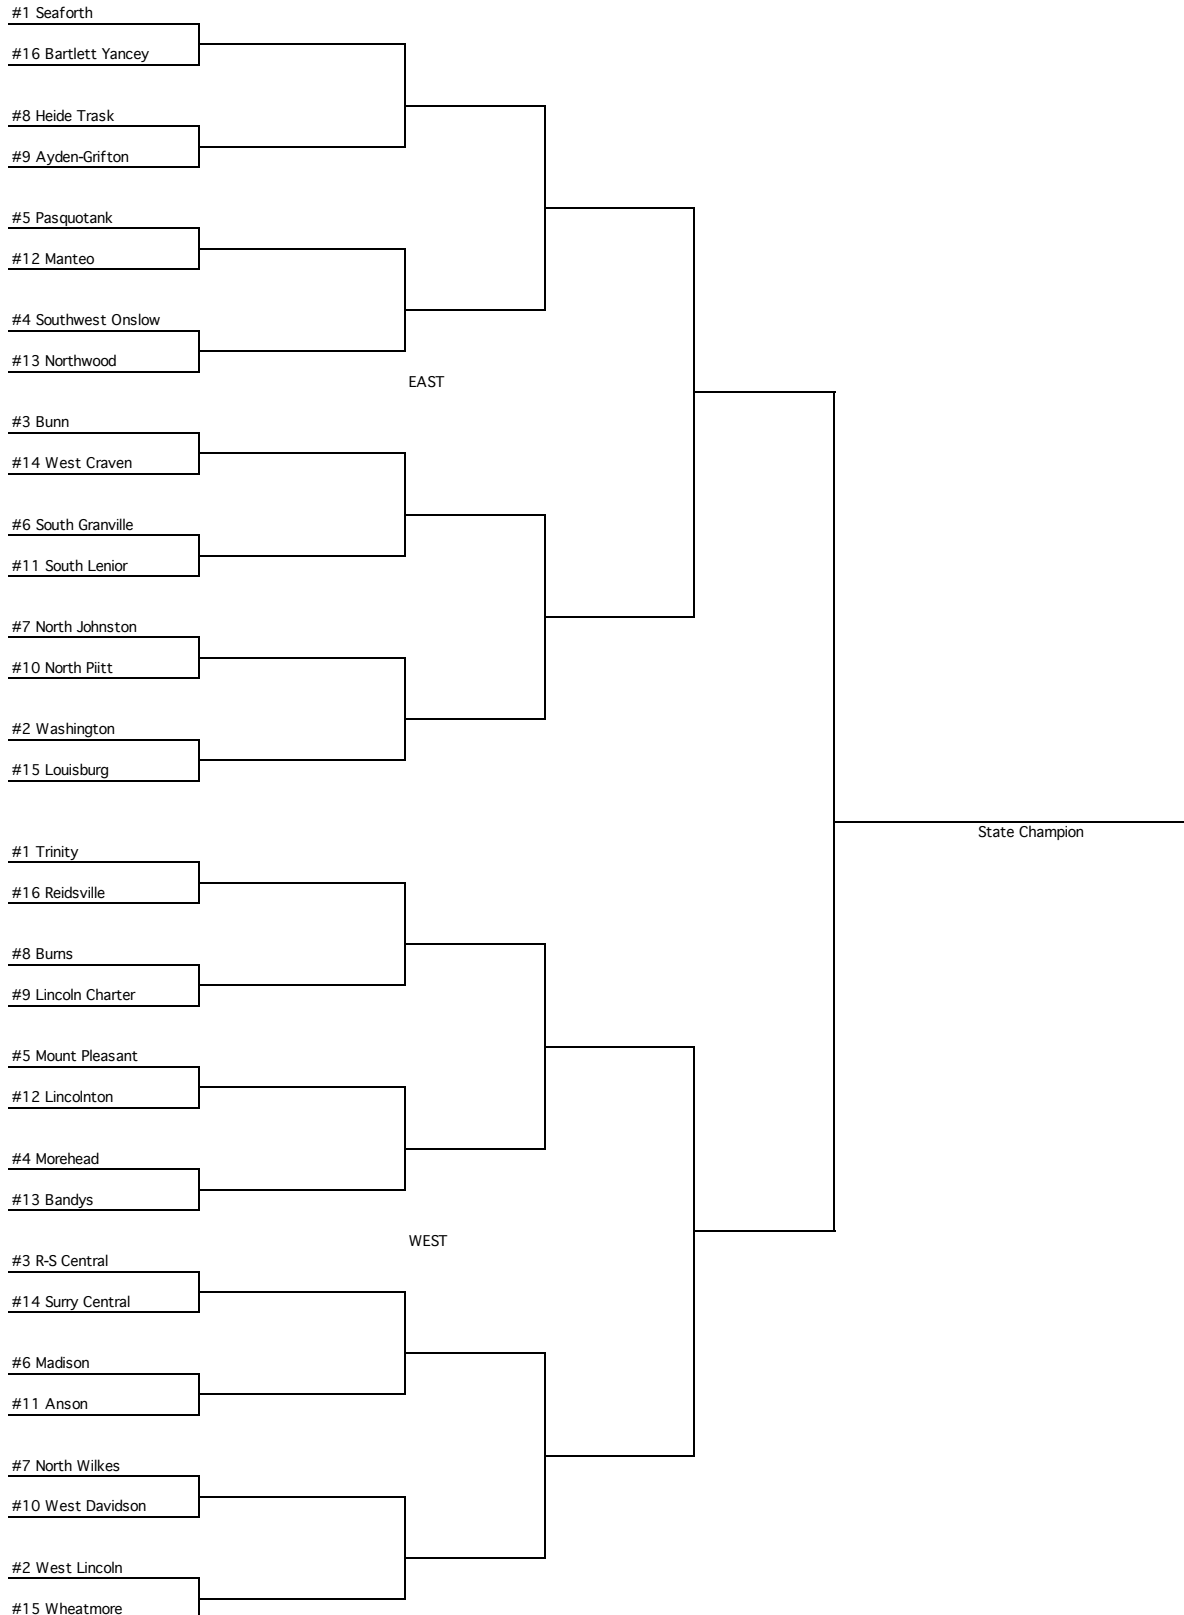 #1 Seaforth
#16 Bartlett Yancey
#8 Heide Trask
#9 Ayden-Grifton
#5 Pasquotank
#12 Manteo
#4 Southwest Onslow
#13 Northwood
EAST
#3 Bunn
#14 West Craven
#6 South Granville
#11 South Lenior
#7 North Johnston
#10 North Piitt
#2 Washington
#15 Louisburg
State Champion
#1 Trinity
#16 Reidsville
#8 Burns
#9 Lincoln Charter
#5 Mount Pleasant
#12 Lincolnton
#4 Morehead
#13 Bandys
WEST
#3 R-S Central
#14 Surry Central
#6 Madison
#11 Anson
#7 North Wilkes
#10 West Davidson
#2 West Lincoln
#15 Wheatmore